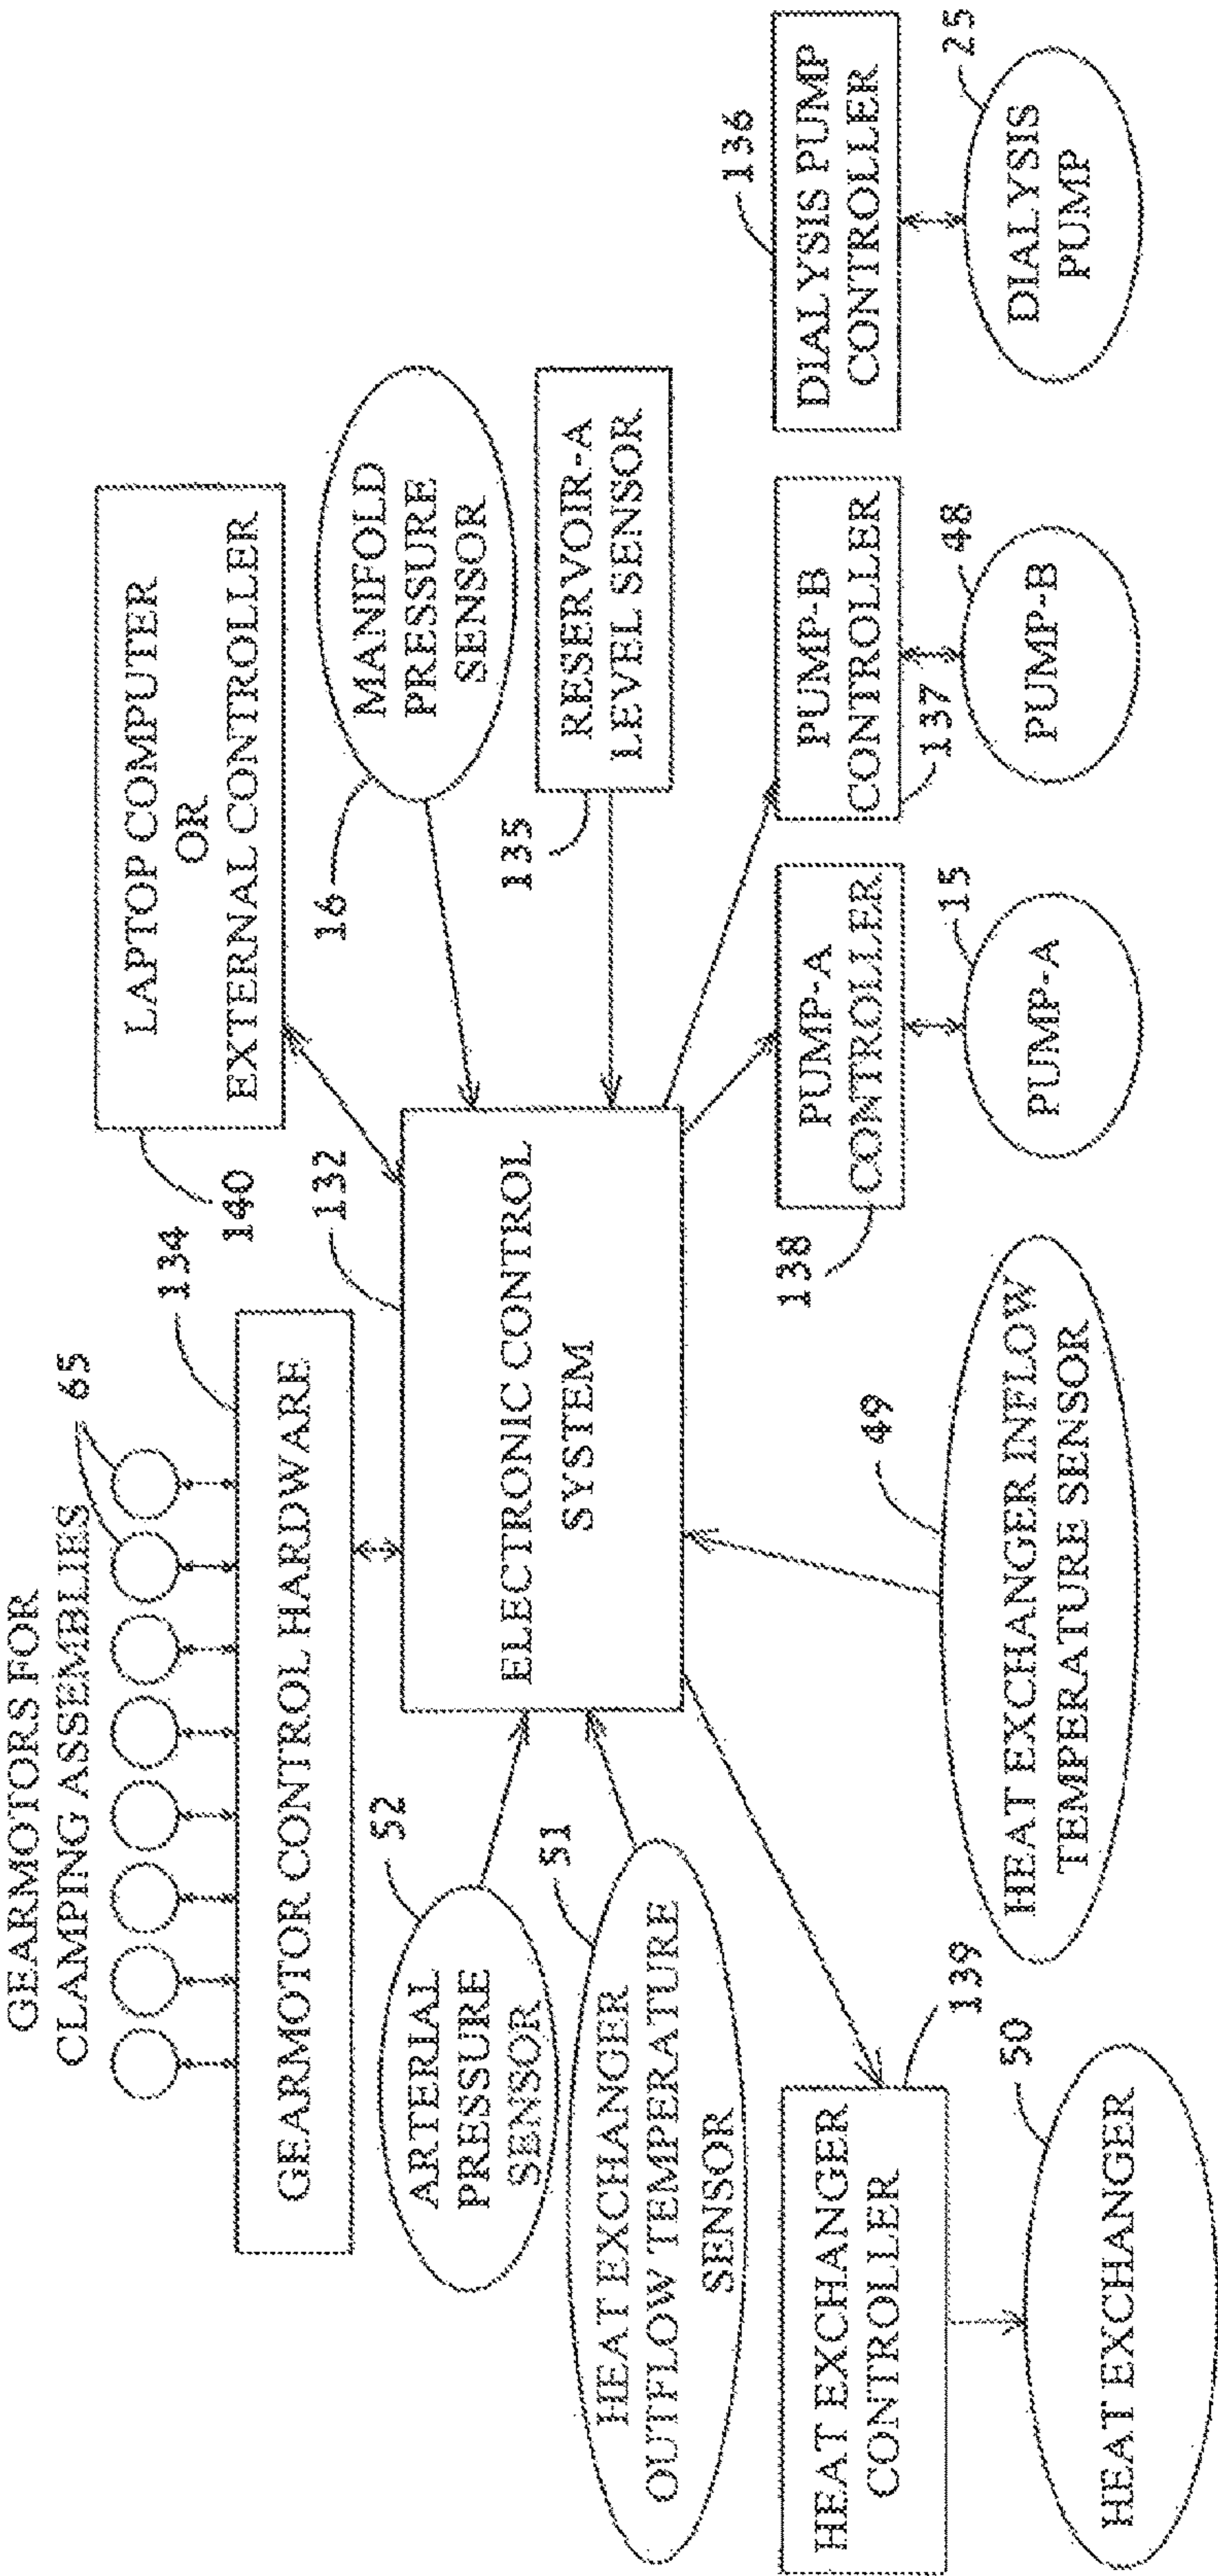 GEARMOTORS FOR
CLAMPING ASSEMBLIES
65
134
GEARMOTOR CONTROL HARDWARE
140
LAPTOP COMPUTER
OR
EXTERNAL CONTROLLER
132
ELECTRONIC CONTROL
SYSTEM
16
MANIFOLD
PRESSURE
SENSOR
135
RESERVOIR-A
LEVEL SENSOR
52
ARTERIAL
PRESSURE
SENSOR
51
HEAT EXCHANGER
OUTFLOW TEMPERATURE
SENSOR
139
HEAT EXCHANGER
CONTROLLER
50
HEAT EXCHANGER
49
HEAT EXCHANGER INFLOW
TEMPERATURE SENSOR
138
PUMP-A
CONTROLLER
15
PUMP-A
PUMP-B
CONTROLLER
137
48
PUMP-B
136
DIALYSIS PUMP
CONTROLLER
25
DIALYSIS
PUMP